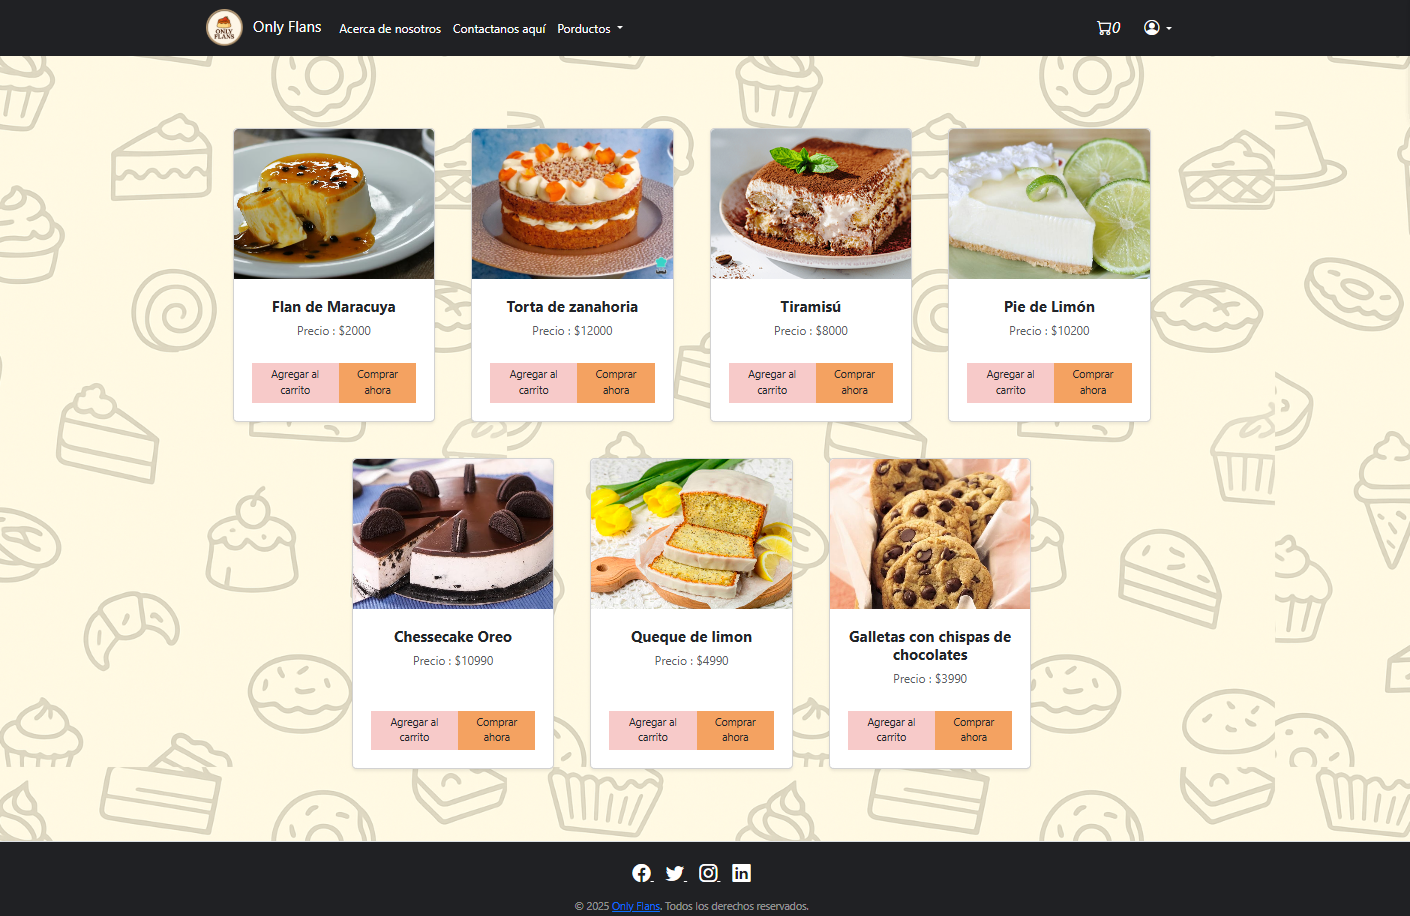 ONLY
FLANS
Only Flans
Acerca de nosotros
Contactanos aquí
Porductos
0
Flan de Maracuya
Precio : $2000
Agregar al
carrito
Comprar
ahora
Torta de zanahoria
Precio : $12000
Agregar al
carrito
Comprar
ahora
Tiramisú
Precio : $8000
Agregar al
carrito
Comprar
ahora
Pie de Limón
Precio : $10200
Agregar al
carrito
Comprar
ahora
Chessecake Oreo
Precio : $10990
Agregar al
carrito
Comprar
ahora
Queque de limon
Precio : $4990
Agregar al
carrito
Comprar
ahora
Galletas con chispas de
chocolates
Precio : $3990
Agregar al
carrito
Comprar
ahora
© 2025 Only Flans. Todos los derechos reservados.